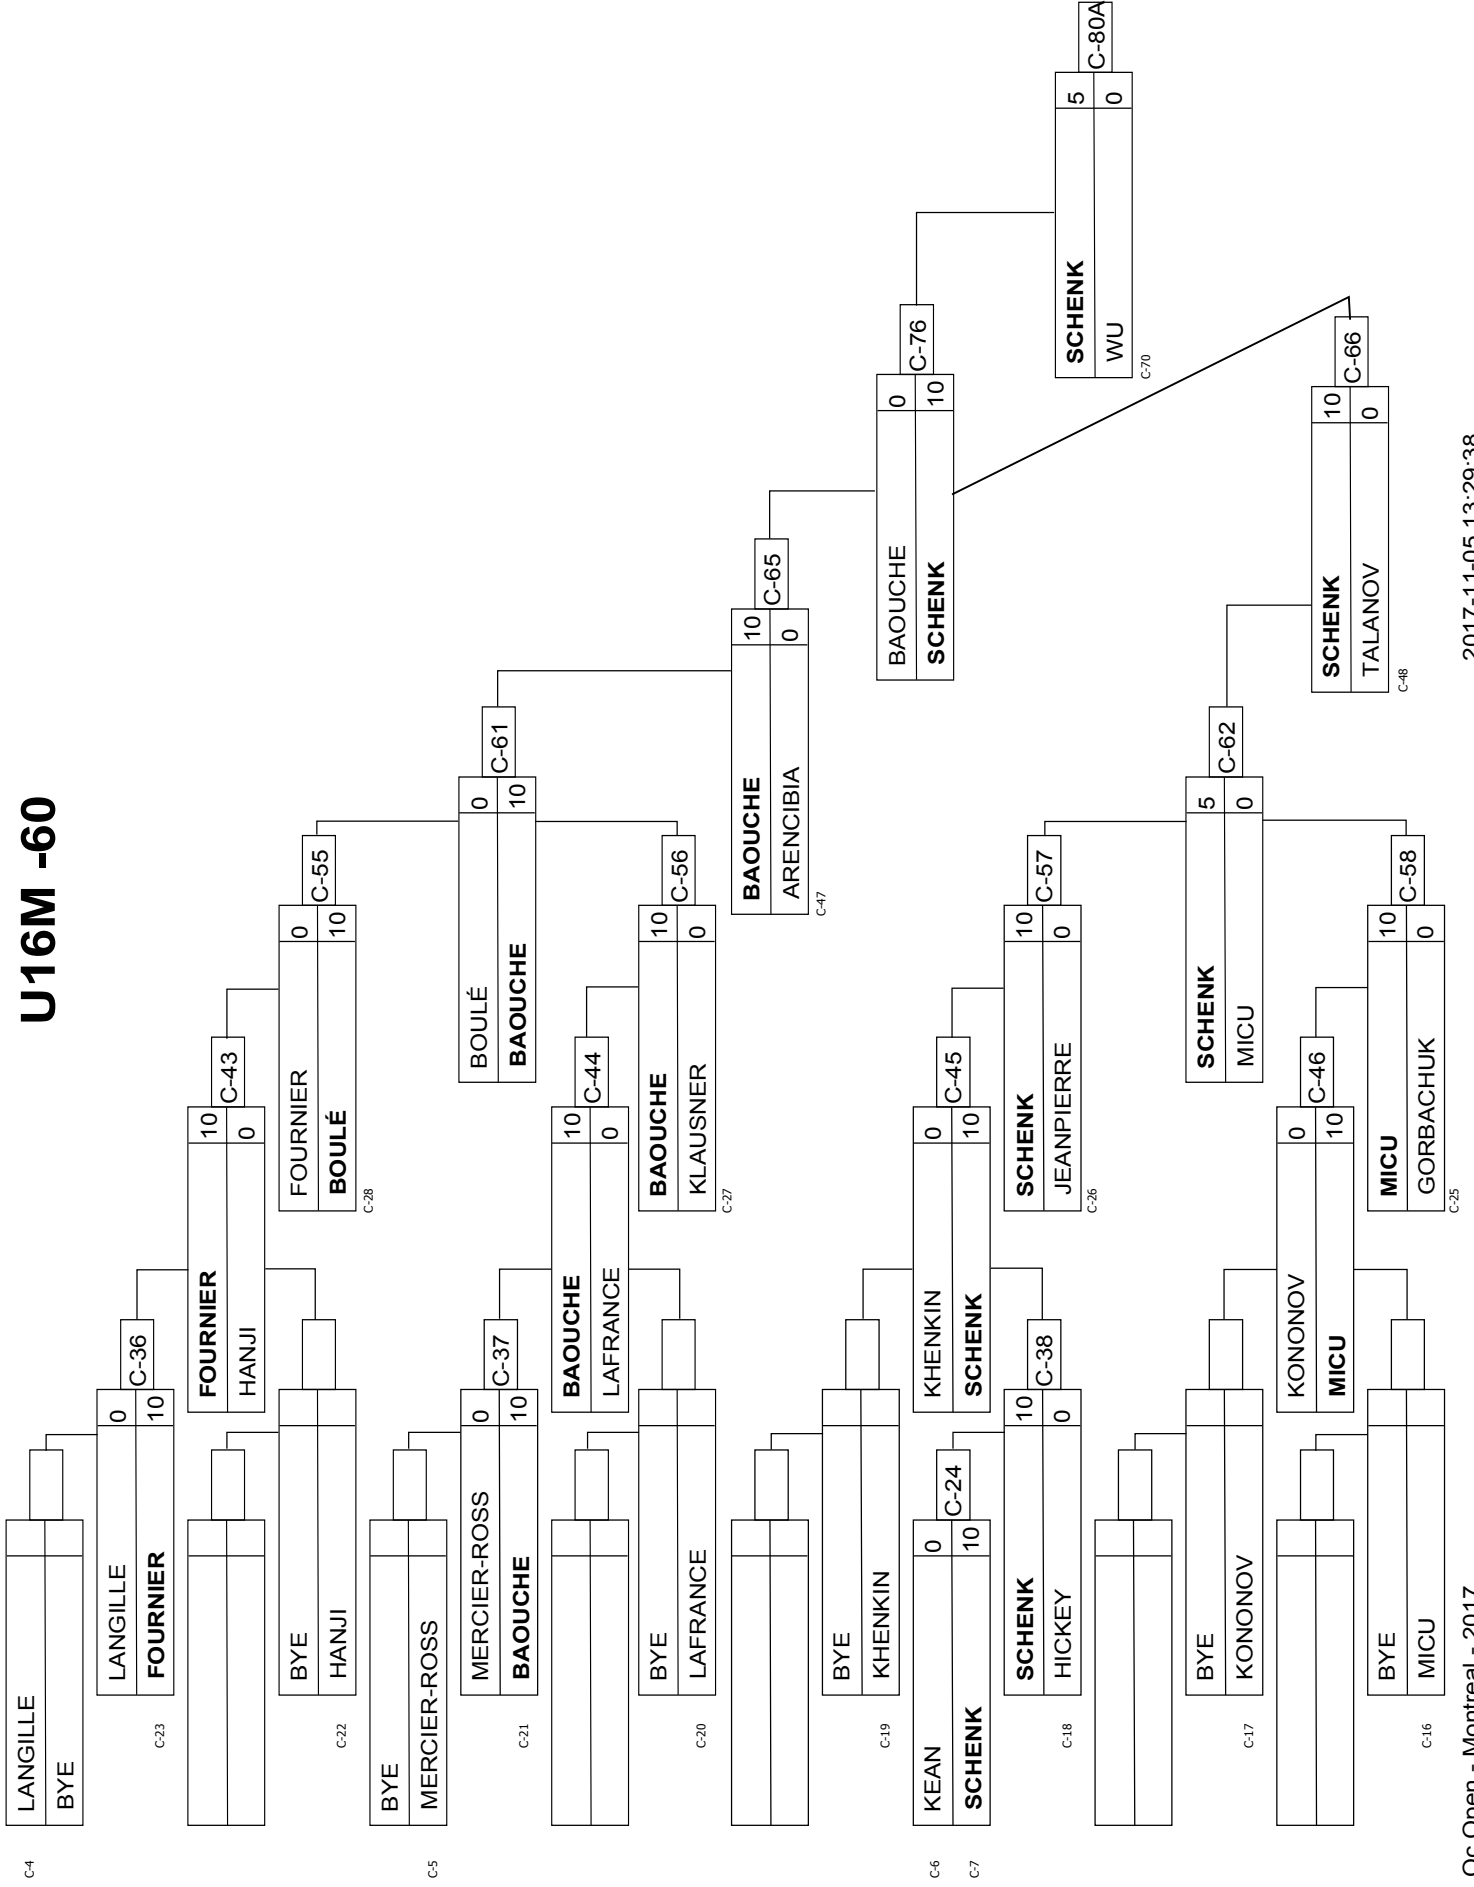 U16M -60
C-4
LANGILLE
BYE
LANGILLE 0
FOURNIER 10
C-36
C-23
FOURNIER 10
HANJI 0
C-43
BYE
HANJI
C-22
FOURNIER 0
BOULÉ 10
C-55
C-28
C-5
BYE
MERCIER-ROSS
MERCIER-ROSS 0
BAOUCHE 10
C-37
C-21
BOULÉ 0
BAOUCHE 10
C-61
BAOUCHE 10
LAFRANCE 0
C-44
BYE
LAFRANCE
C-20
BAOUCHE 10
KLAUSNER 0
C-56
C-27
BAOUCHE 10
ARENCIBIA 0
C-65
C-47
BYE
KHENKIN
C-19
BAOUCHE 0
SCHENK 10
C-76
C-6
KEAN 0
C-7
SCHENK 10
C-24
KHENKIN 0
SCHENK 10
C-45
SCHENK 10
HICKEY 0
C-38
C-18
SCHENK 10
JEANPIERRE 0
C-57
C-26
SCHENK 5
WU 0
C-80A
C-70
BYE
KONONOV
C-17
SCHENK 5
MICU 0
C-62
KONONOV 0
MICU 10
C-46
SCHENK 10
TALANOV 0
C-66
C-48
BYE
MICU
C-16
MICU 10
GORBACHUK 0
C-58
C-25
Qc Open - Montreal - 2017
2017-11-05 13:29:38